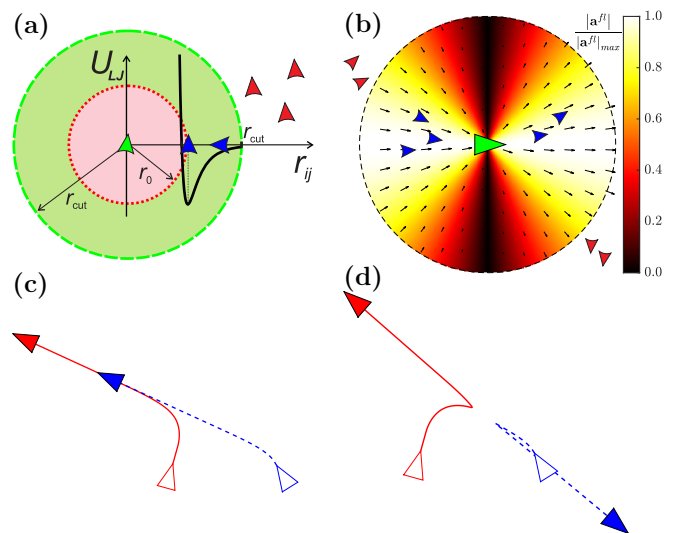 (a)
U_LJ
r_cut
r_ij
r_0
r_cut
(b)
|a^fl|
|a^fl|_max
1.0
0.8
0.6
0.4
0.2
0.0
(c)
(d)